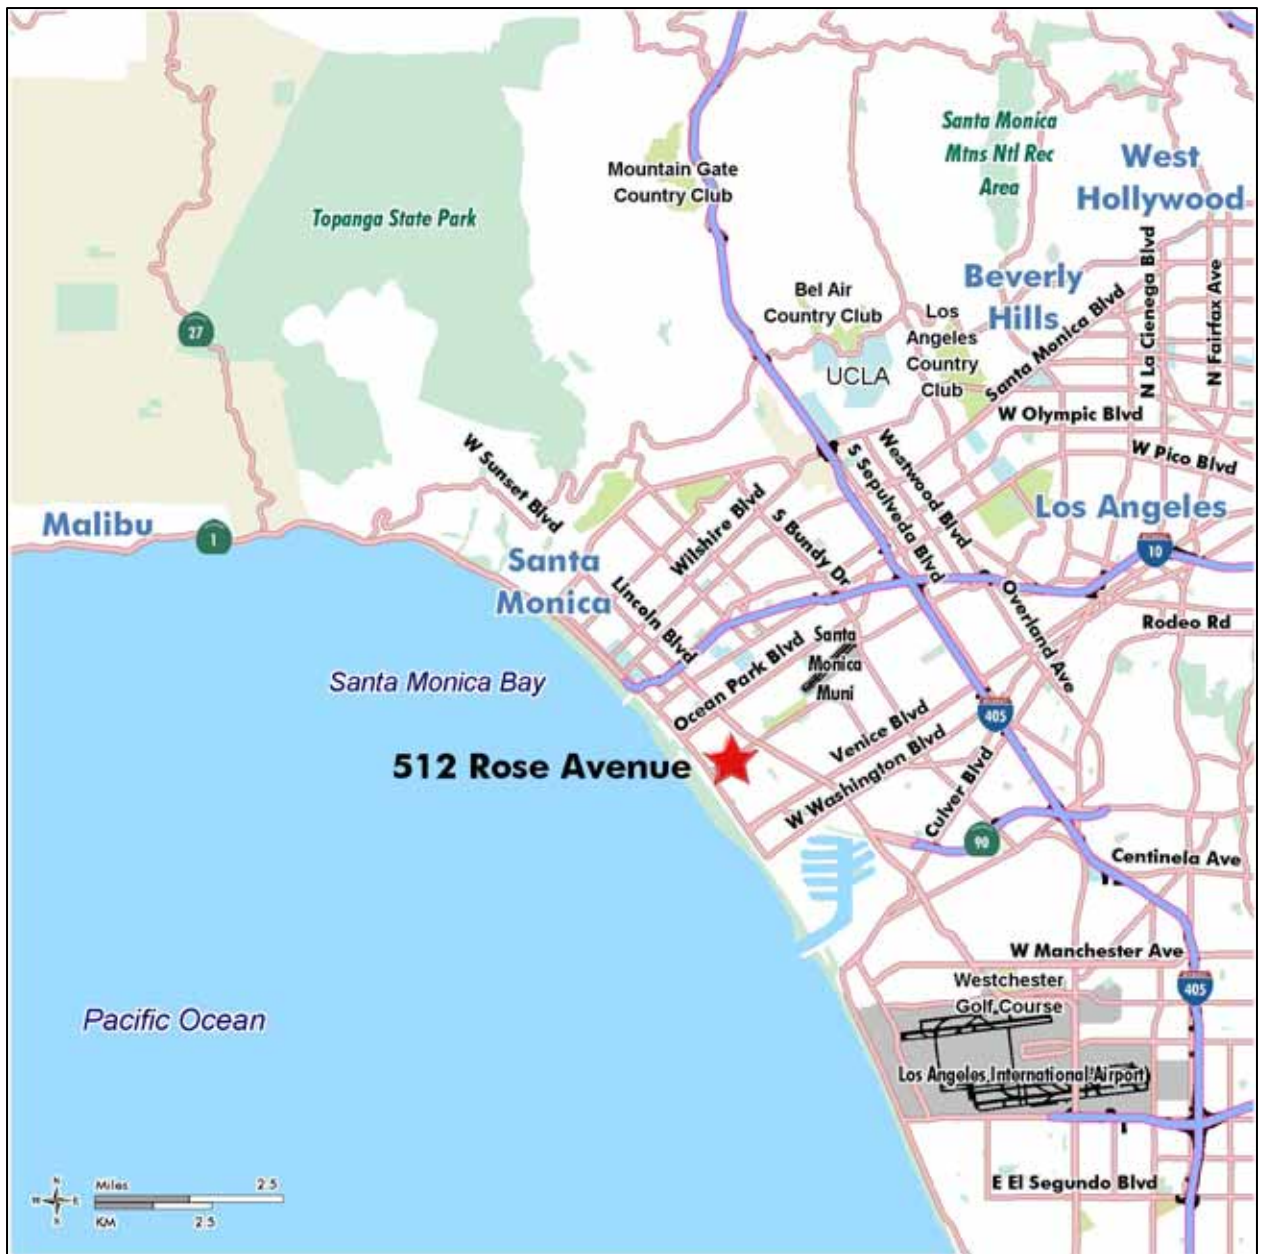 Santa Monica
Mtns Ntl Rec
Area
West
Hollywood
Mountain Gate
Country Club
Topanga State Park
Beverly
Hills
N La Cienega Blvd
N Fairfax Ave
Bel Air
Country Club
Los
Angeles
Country
Club
Santa Monica Blvd
27
UCLA
W Olympic Blvd
W Pico Blvd
W Sunset Blvd
Westwood Blvd
S Sepulveda Blvd
Los Angeles
Malibu
1
Wilshire Blvd
S Bundy Dr
10
Santa
Monica
Lincoln Blvd
Overland Ave
Rodeo Rd
Santa
Monica
Muni
Ocean Park Blvd
Santa Monica Bay
405
Venice Blvd
512 Rose Avenue
W Washington Blvd
Culver Blvd
90
Centinela Ave
W Manchester Ave
Westchester
Golf Course
405
Pacific Ocean
Los Angeles International Airport
E El Segundo Blvd
N
W E
S
Miles 2.5
KM 2.5